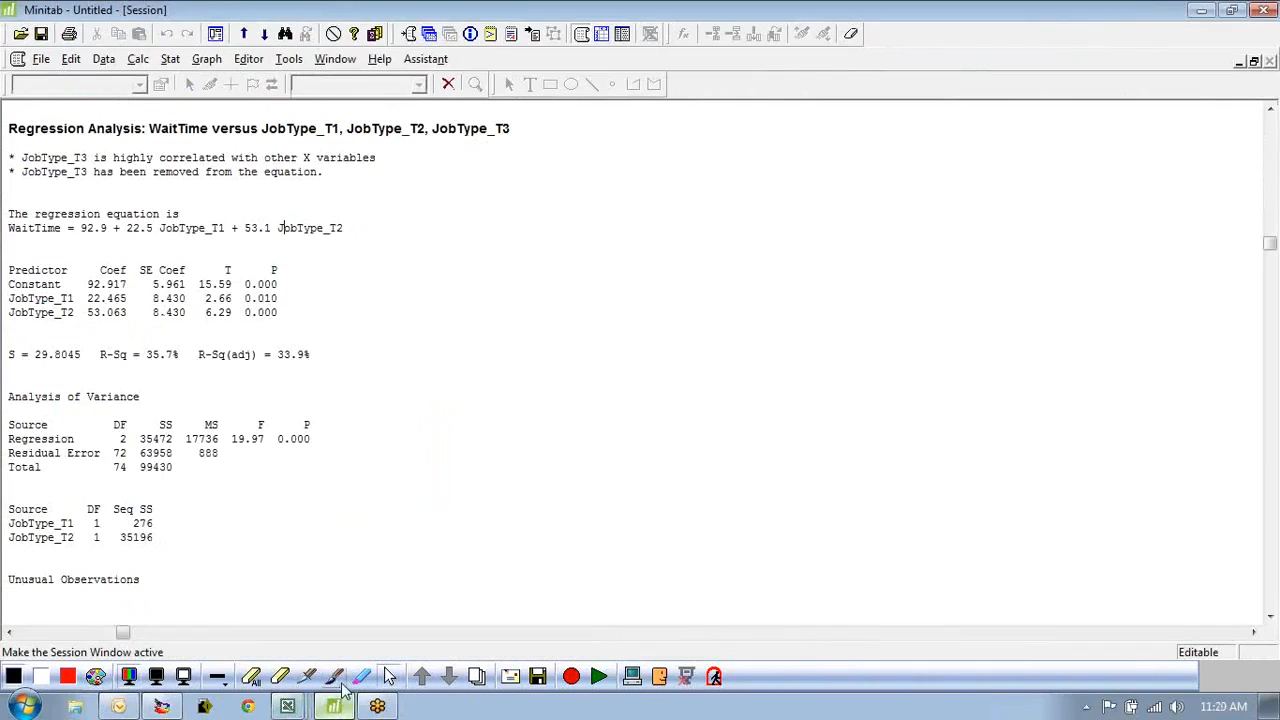 Minitab - Untitled - [Session]
File Edit Data Calc Stat Graph Editor Tools Window Help Assistant
Regression Analysis: WaitTime versus JobType_T1, JobType_T2, JobType_T3
* JobType_T3 is highly correlated with other X variables
* JobType_T3 has been removed from the equation.
The regression equation is
WaitTime = 92.9 + 22.5 JobType_T1 + 53.1 JobType_T2
Predictor Coef SE Coef T P
Constant 92.917 5.961 15.59 0.000
JobType_T1 22.465 8.430 2.66 0.010
JobType_T2 53.063 8.430 6.29 0.000
S = 29.8045 R-Sq = 35.7% R-Sq(adj) = 33.9%
Analysis of Variance
Source DF SS MS F P
Regression 2 35472 17736 19.97 0.000
Residual Error 72 63958 888
Total 74 99430
Source DF Seq SS
JobType_T1 1 276
JobType_T2 1 35196
Unusual Observations
Make the Session Window active
Editable
All
11:20 AM